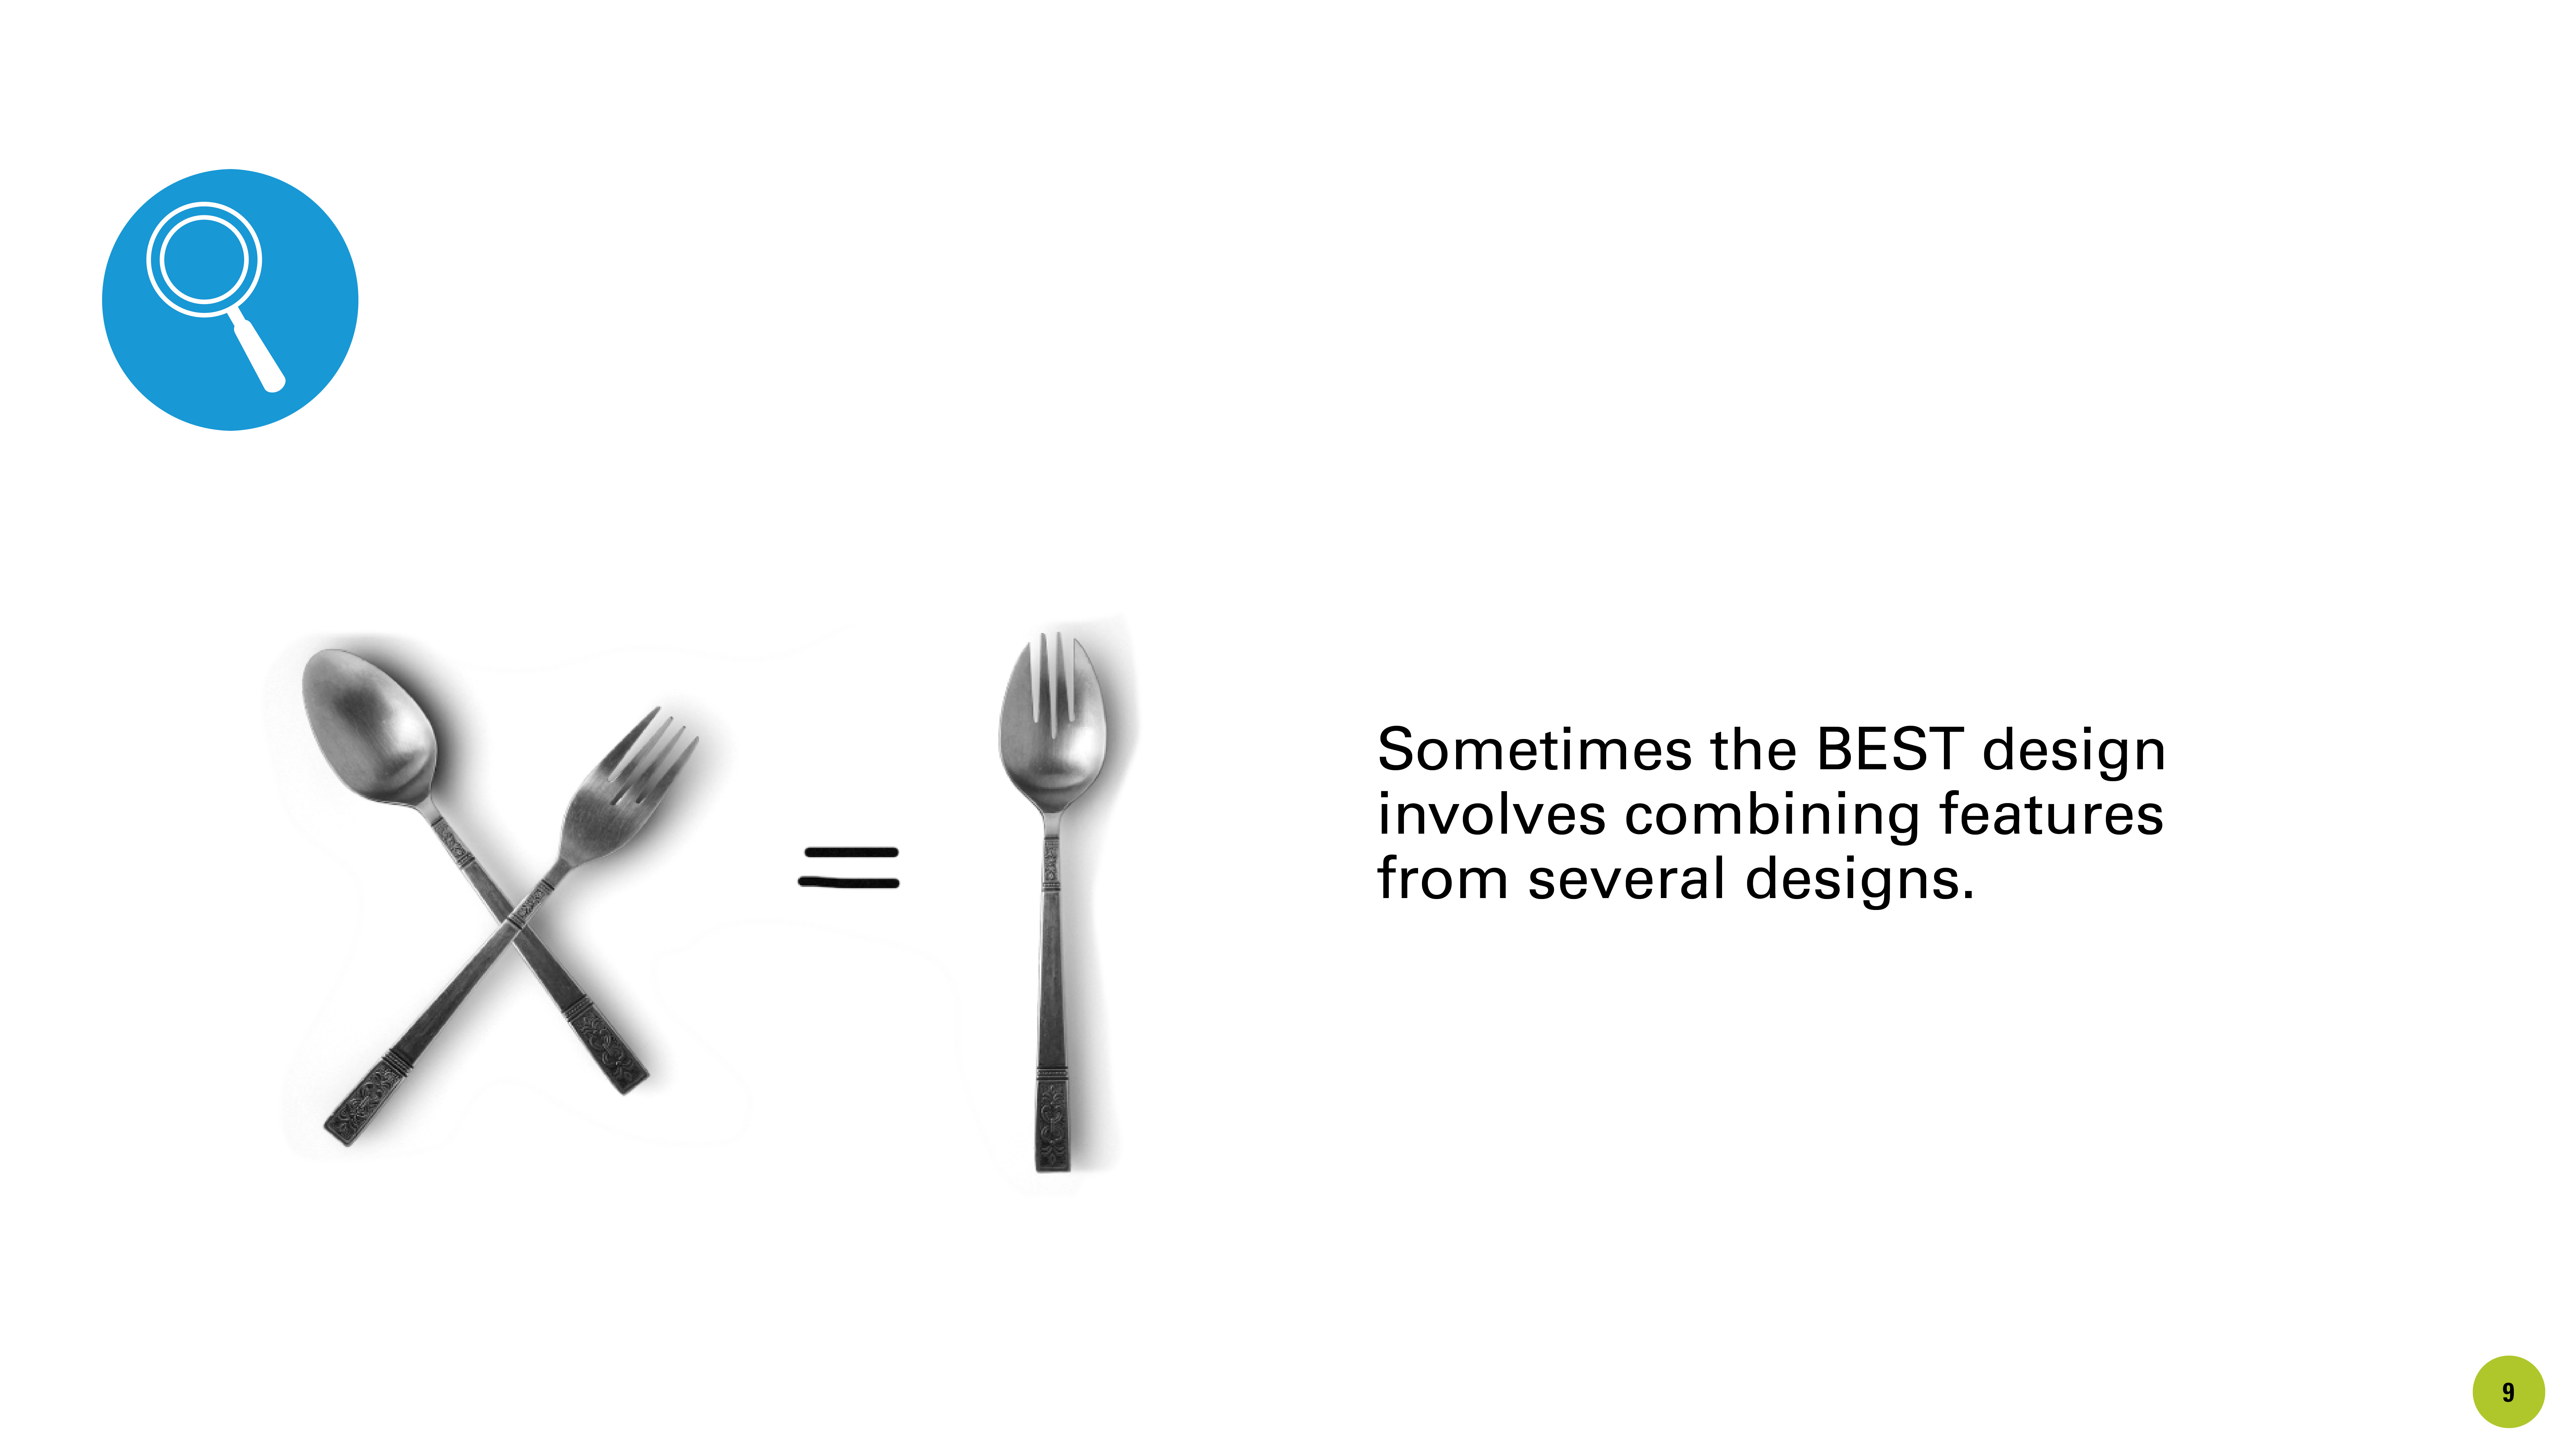 =
Sometimes the BEST design
involves combining features
from several designs.
9